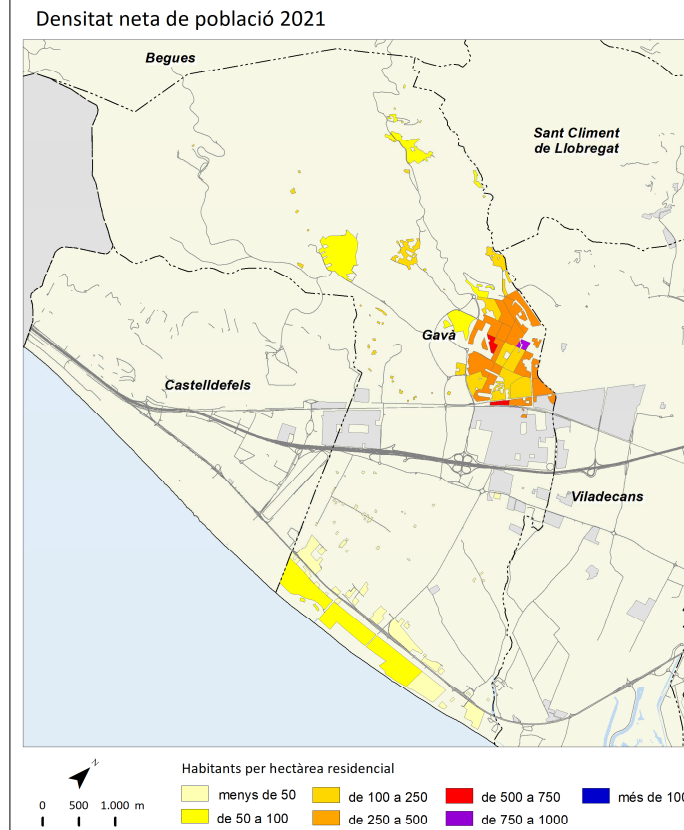 Densitat neta de població 2021
Begues
Sant Climent
de Llobregat
Gavà
Castelldefels
Viladecans
N
0 500 1.000 m
Habitants per hectàrea residencial
menys de 50
de 100 a 250
de 500 a 750
més de 100
de 50 a 100
de 250 a 500
de 750 a 1000